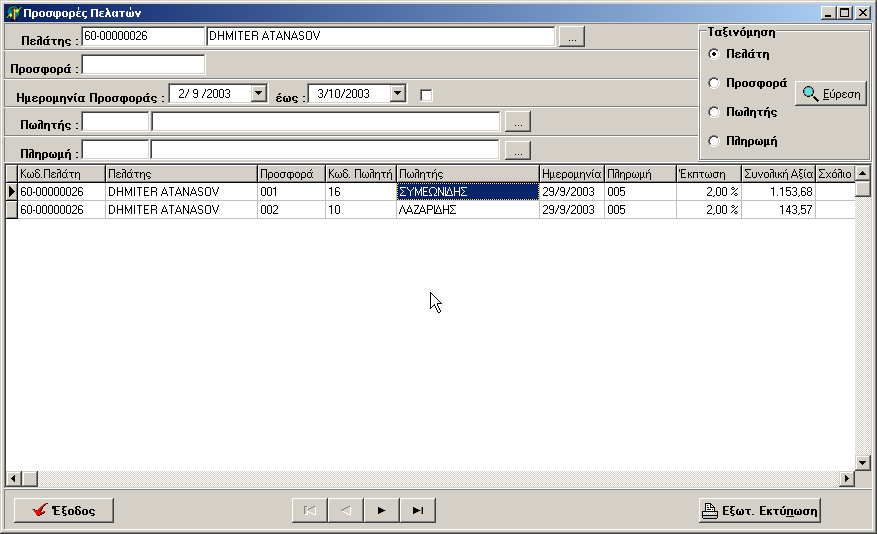 Προσφορές Πελατών
Πελάτης : 60-00000026 DHMITER ATANASOV ...
Προσφορά :
Ημερομηνία Προσφοράς : 2/ 9 /2003 έως : 3/10/2003
Πωλητής : ...
Πληρωμή : ...
Ταξινόμηση
Πελάτη
Προσφορά
Πωλητής
Πληρωμή
Εύρεση
Κωδ.Πελάτη Πελάτης Προσφορά Κωδ. Πωλητή Πωλητής Ημερομηνία Πληρωμή Έκπτωση Συνολική Αξία Σχόλιο
60-00000026 DHMITER ATANASOV 001 16 ΣΥΜΕΩΝΙΔΗΣ 29/9/2003 005 2,00 % 1.153,68
60-00000026 DHMITER ATANASOV 002 10 ΛΑΖΑΡΙΔΗΣ 29/9/2003 005 2,00 % 143,57
Έξοδος
Εξωτ. Εκτύπωση